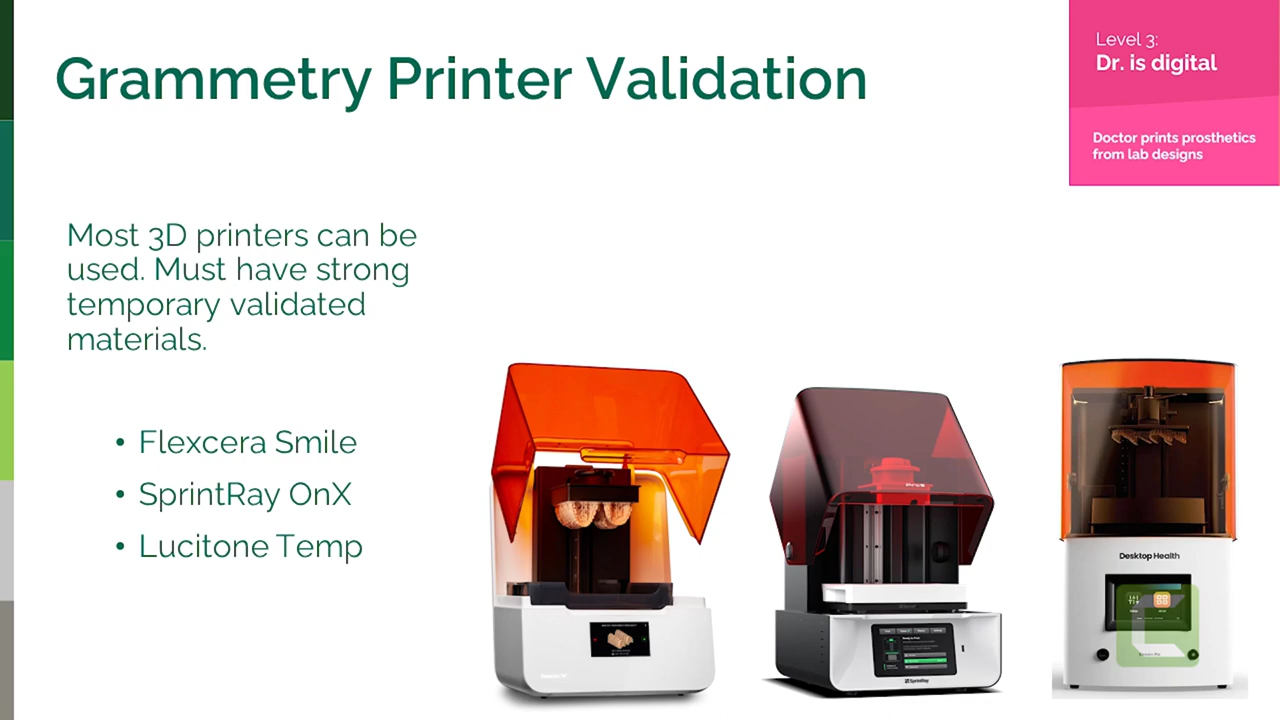 Grammetry Printer Validation
Level 3:
Dr. is digital
Doctor prints prosthetics
from lab designs
Most 3D printers can be
used. Must have strong
temporary validated
materials.
• Flexcera Smile
• SprintRay OnX
• Lucitone Temp
Desktop Health
SprintRay